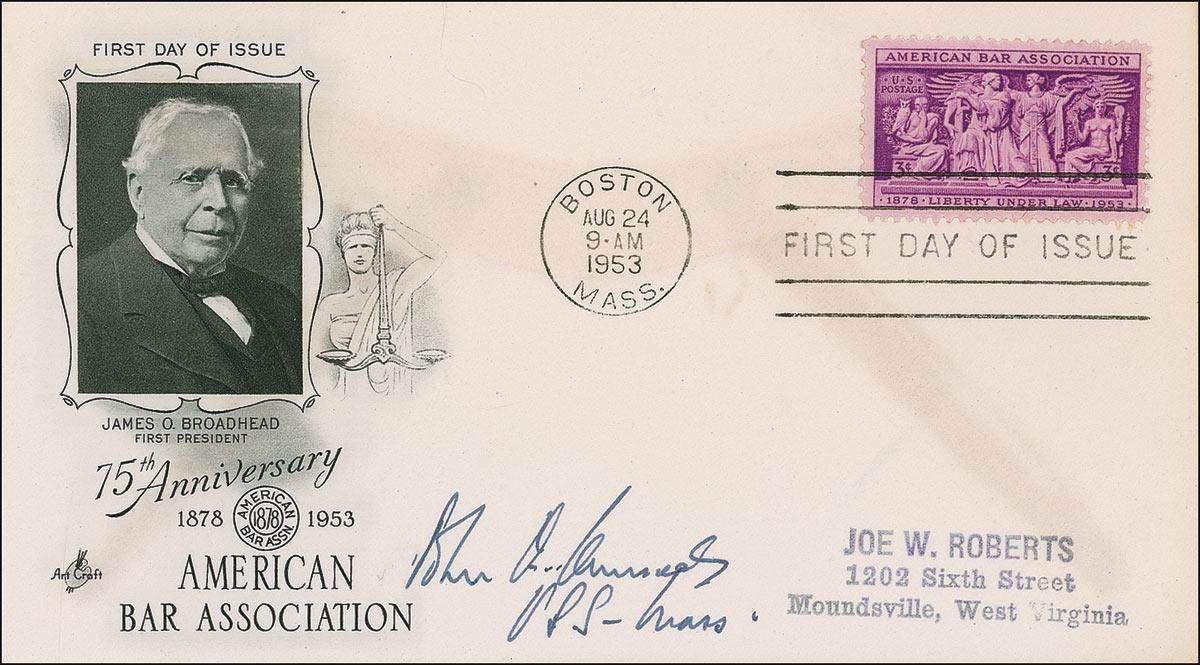 FIRST DAY OF ISSUE
JAMES O. BROADHEAD
FIRST PRESIDENT
75th Anniversary
1878
AMERICAN
1878
BAR ASSN
1953
AMERICAN
BAR ASSOCIATION
Art Craft
BOSTON
AUG 24
9-AM
1953
MASS.
AMERICAN BAR ASSOCIATION
U·S·
POSTAGE
3¢ 3¢
·1878·LIBERTY UNDER LAW·1953·
FIRST DAY OF ISSUE
John
Mass.
JOE W. ROBERTS
1202 Sixth Street
Moundsville, West Virginia